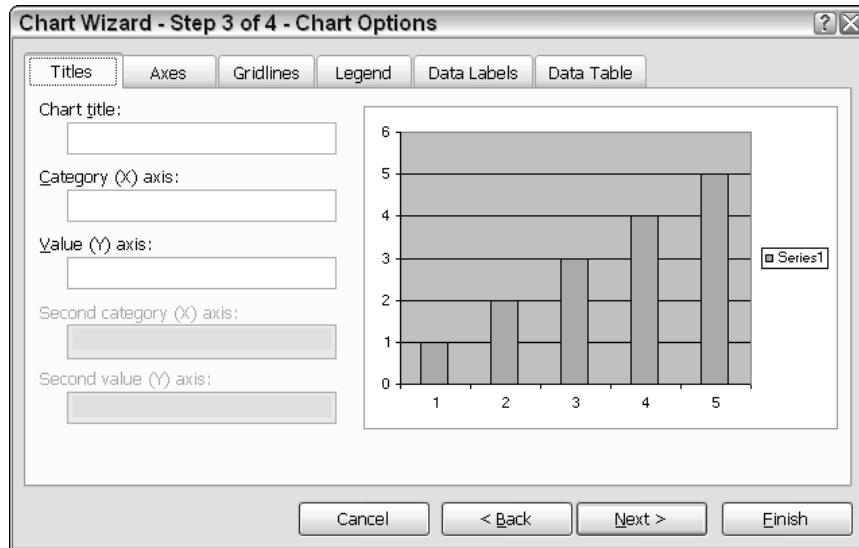 Chart Wizard - Step 3 of 4 - Chart Options
Titles Axes Gridlines Legend Data Labels Data Table
Chart title:
Category (X) axis:
Value (Y) axis:
Second category (X) axis:
Second value (Y) axis:
6
5
4
3
2
1
0
1 2 3 4 5
Series1
Cancel < Back Next > Finish